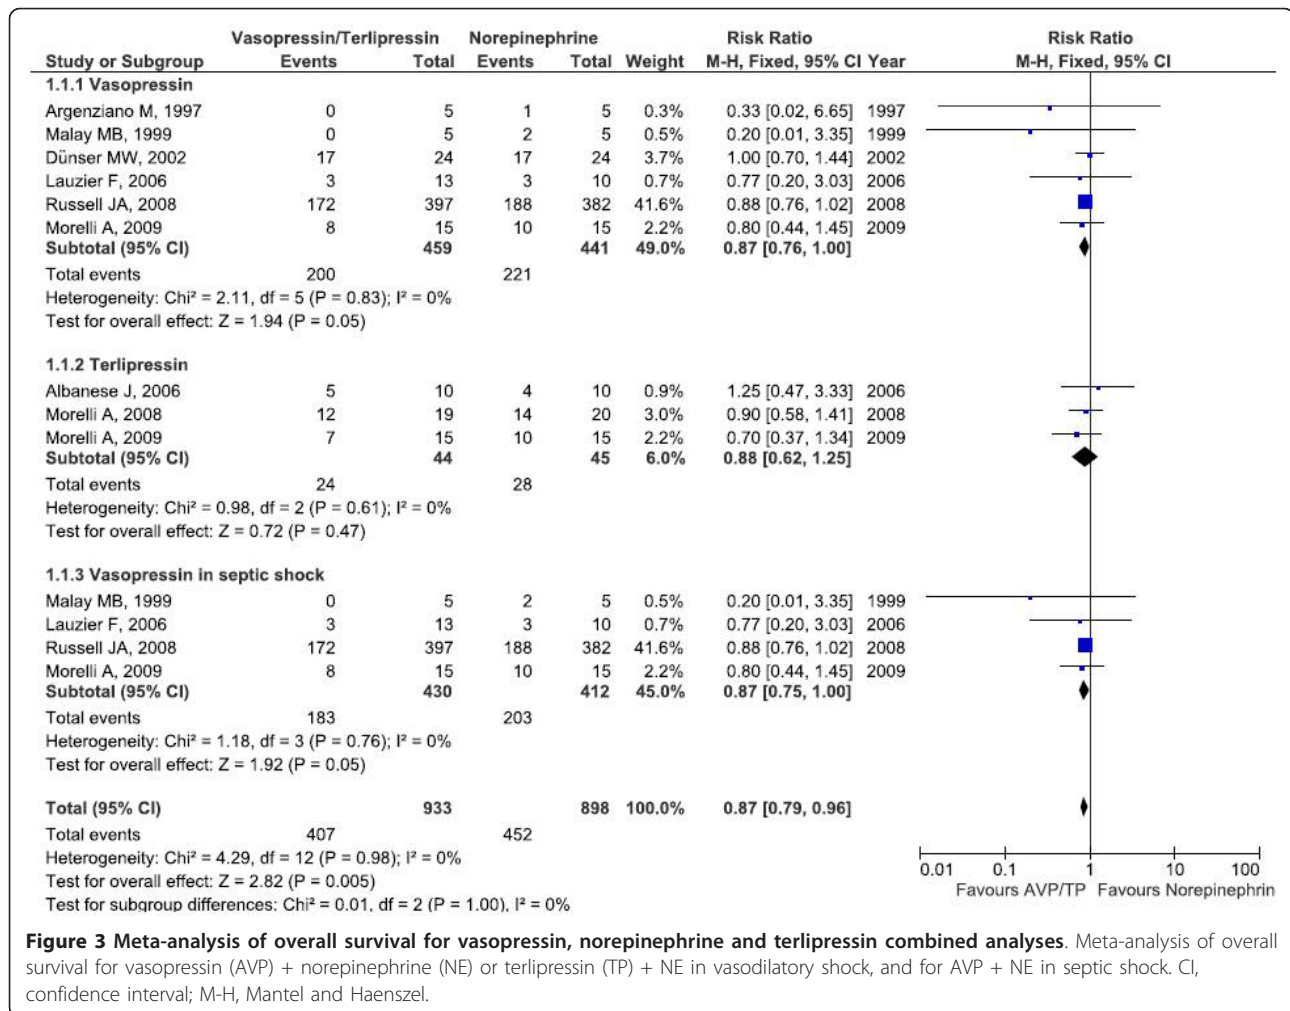 Vasopressin/Terlipressin Norepinephrine Risk Ratio Risk Ratio
Study or Subgroup Events Total Events Total Weight M-H, Fixed, 95% CI Year M-H, Fixed, 95% CI
1.1.1 Vasopressin
Argenziano M, 1997 0 5 1 5 0.3% 0.33 [0.02, 6.65] 1997
Malay MB, 1999 0 5 2 5 0.5% 0.20 [0.01, 3.35] 1999
Dünser MW, 2002 17 24 17 24 3.7% 1.00 [0.70, 1.44] 2002
Lauzier F, 2006 3 13 3 10 0.7% 0.77 [0.20, 3.03] 2006
Russell JA, 2008 172 397 188 382 41.6% 0.88 [0.76, 1.02] 2008
Morelli A, 2009 8 15 10 15 2.2% 0.80 [0.44, 1.45] 2009
Subtotal (95% CI) 459 441 49.0% 0.87 [0.76, 1.00]
Total events 200 221
Heterogeneity: Chi² = 2.11, df = 5 (P = 0.83); I² = 0%
Test for overall effect: Z = 1.94 (P = 0.05)
1.1.2 Terlipressin
Albanese J, 2006 5 10 4 10 0.9% 1.25 [0.47, 3.33] 2006
Morelli A, 2008 12 19 14 20 3.0% 0.90 [0.58, 1.41] 2008
Morelli A, 2009 7 15 10 15 2.2% 0.70 [0.37, 1.34] 2009
Subtotal (95% CI) 44 45 6.0% 0.88 [0.62, 1.25]
Total events 24 28
Heterogeneity: Chi² = 0.98, df = 2 (P = 0.61); I² = 0%
Test for overall effect: Z = 0.72 (P = 0.47)
1.1.3 Vasopressin in septic shock
Malay MB, 1999 0 5 2 5 0.5% 0.20 [0.01, 3.35] 1999
Lauzier F, 2006 3 13 3 10 0.7% 0.77 [0.20, 3.03] 2006
Russell JA, 2008 172 397 188 382 41.6% 0.88 [0.76, 1.02] 2008
Morelli A, 2009 8 15 10 15 2.2% 0.80 [0.44, 1.45] 2009
Subtotal (95% CI) 430 412 45.0% 0.87 [0.75, 1.00]
Total events 183 203
Heterogeneity: Chi² = 1.18, df = 3 (P = 0.76); I² = 0%
Test for overall effect: Z = 1.92 (P = 0.05)
Total (95% CI) 933 898 100.0% 0.87 [0.79, 0.96]
Total events 407 452
Heterogeneity: Chi² = 4.29, df = 12 (P = 0.98); I² = 0%
Test for overall effect: Z = 2.82 (P = 0.005)
Test for subgroup differences: Chi² = 0.01, df = 2 (P = 1.00), I² = 0%
0.01 0.1 1 10 100
Favours AVP/TP Favours Norepinephrin
Figure 3 Meta-analysis of overall survival for vasopressin, norepinephrine and terlipressin combined analyses. Meta-analysis of overall
survival for vasopressin (AVP) + norepinephrine (NE) or terlipressin (TP) + NE in vasodilatory shock, and for AVP + NE in septic shock. CI,
confidence interval; M-H, Mantel and Haenszel.